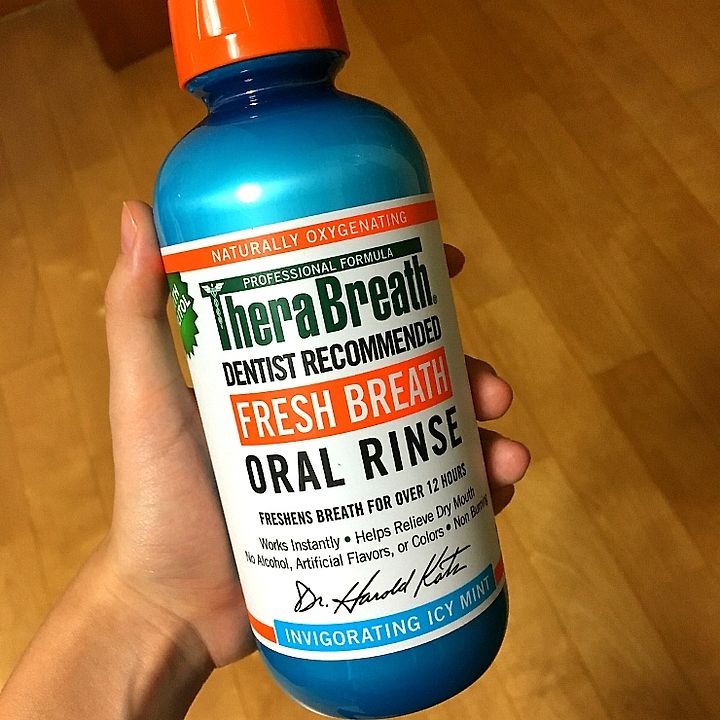 NATURALLY OXYGENATING
PROFESSIONAL FORMULA
TheraBreath®
DENTIST RECOMMENDED
FRESH BREATH
ORAL RINSE
FRESHENS BREATH FOR OVER 12 HOURS
Works Instantly • Helps Relieve Dry Mouth
No Alcohol, Artificial Flavors, or Colors • Non Burning
Dr. Harold Katz
INVIGORATING ICY MINT